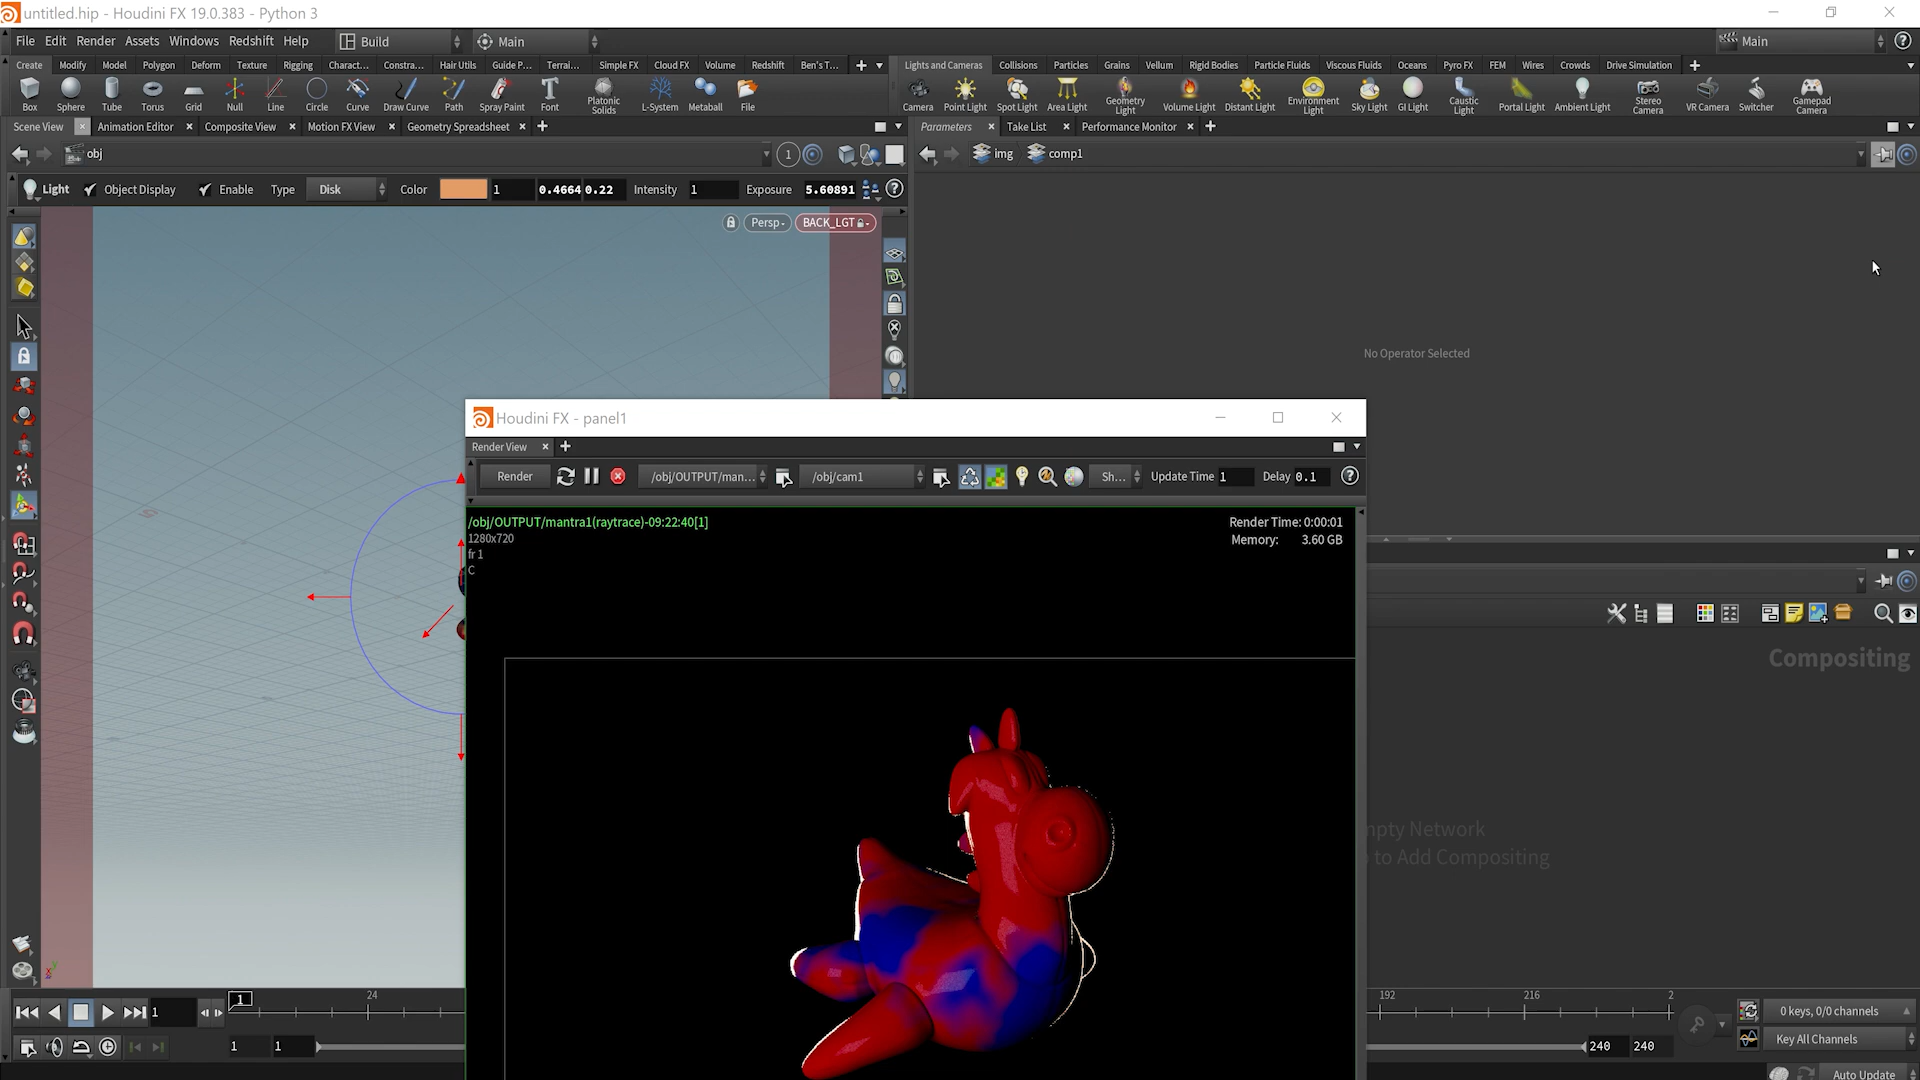 untitled.hip - Houdini FX 19.0.383 - Python 3
File Edit Render Assets Windows Redshift Help Build Main Main
Create Modify Model Polygon Deform Texture Rigging Charact... Constra... Hair Utils Guide P... Terrai... Simple FX Cloud FX Volume Redshift Ben's T...
Lights and Cameras Collisions Particles Grains Vellum Rigid Bodies Particle Fluids Viscous Fluids Oceans Pyro FX FEM Wires Crowds Drive Simulation
Box Sphere Tube Torus Grid Null Line Circle Curve Draw Curve Path Spray Paint Font Platonic Solids L-System Metaball File
Camera Point Light Spot Light Area Light Geometry Light Volume Light Distant Light Environment Light Sky Light GI Light Caustic Light Portal Light Ambient Light Stereo Camera VR Camera Switcher Gamepad Camera
Scene View Animation Editor Composite View Motion FX View Geometry Spreadsheet
Parameters Take List Performance Monitor
obj 1
img comp1
Light Object Display Enable Type Disk Color 1 0.4664 0.22 Intensity 1 Exposure 5.60891
Persp BACK_LGT
No Operator Selected
Houdini FX - panel1
Render View
Render /obj/OUTPUT/man... /obj/cam1 Sh... Update Time 1 Delay 0.1
/obj/OUTPUT/mantra1(raytrace)-09:22:40[1]
1280x720
fr 1
C
Render Time: 0:00:01
Memory: 3.60 GB
Compositing
mpty Network
to Add Compositing
1 1 24 192 216 2
0 keys, 0/0 channels
1 1 240 240
Key All Channels
Auto Update